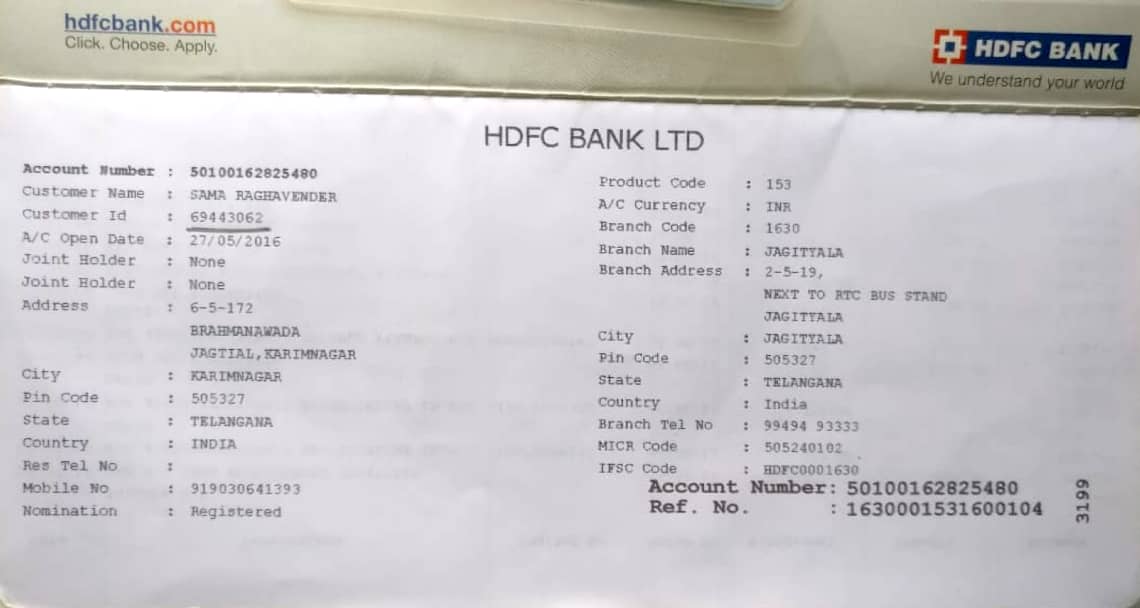 hdfcbank.com
Click. Choose. Apply.
HDFC BANK
We understand your world
HDFC BANK LTD
Account Number : 50100162825480
Customer Name : SAMA RAGHAVENDER
Customer Id : 69443062
A/C Open Date : 27/05/2016
Joint Holder : None
Joint Holder : None
Address : 6-5-172
BRAHMANAWADA
JAGTIAL,KARIMNAGAR
City : KARIMNAGAR
Pin Code : 505327
State : TELANGANA
Country : INDIA
Res Tel No :
Mobile No : 919030641393
Nomination : Registered
Product Code : 153
A/C Currency : INR
Branch Code : 1630
Branch Name : JAGITYALA
Branch Address : 2-5-19,
NEXT TO RTC BUS STAND
JAGITYALA
City : JAGITYALA
Pin Code : 505327
State : TELANGANA
Country : India
Branch Tel No : 99494 93333
MICR Code : 505240102
IFSC Code : HDFC0001630
Account Number: 50100162825480
Ref. No. : 1630001531600104
3199